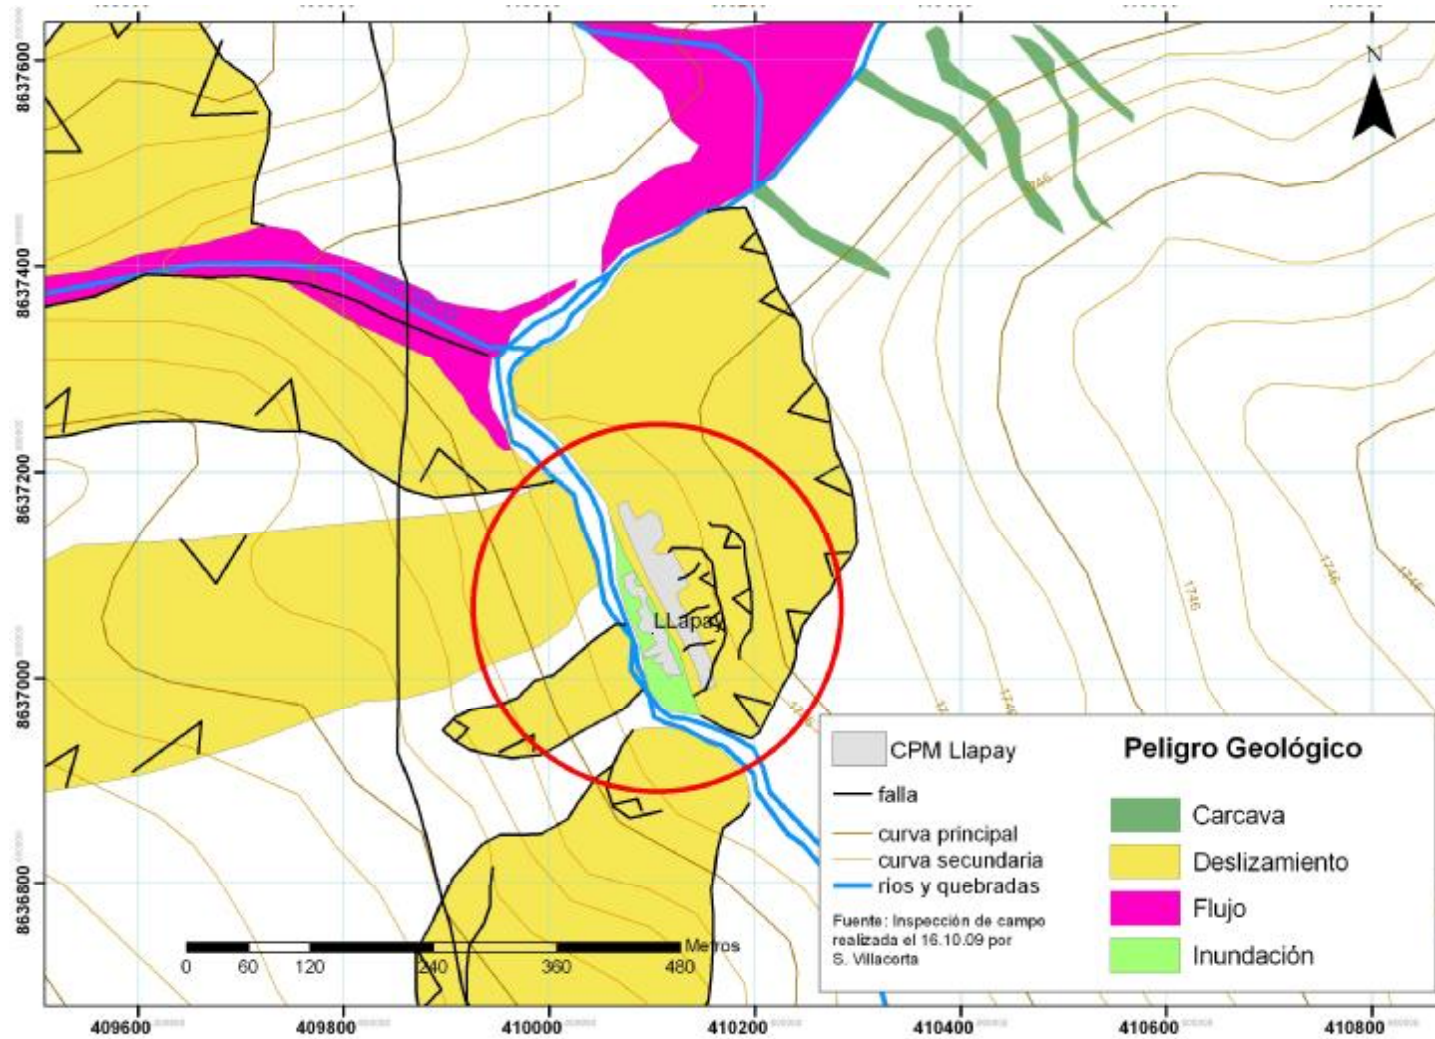 N
8637600
8637400
8637200
8637000
8636800
1746
1746
1746
1746
1746
1746
LLapay
CPM Llapay
falla
curva principal
curva secundaria
ríos y quebradas
Fuente: Inspección de campo
realizada el 16.10.09 por
S. Villacorta
Peligro Geológico
Carcava
Deslizamiento
Flujo
Inundación
Metros
0 60 120 240 360 480
409600 409800 410000 410200 410400 410600 410800